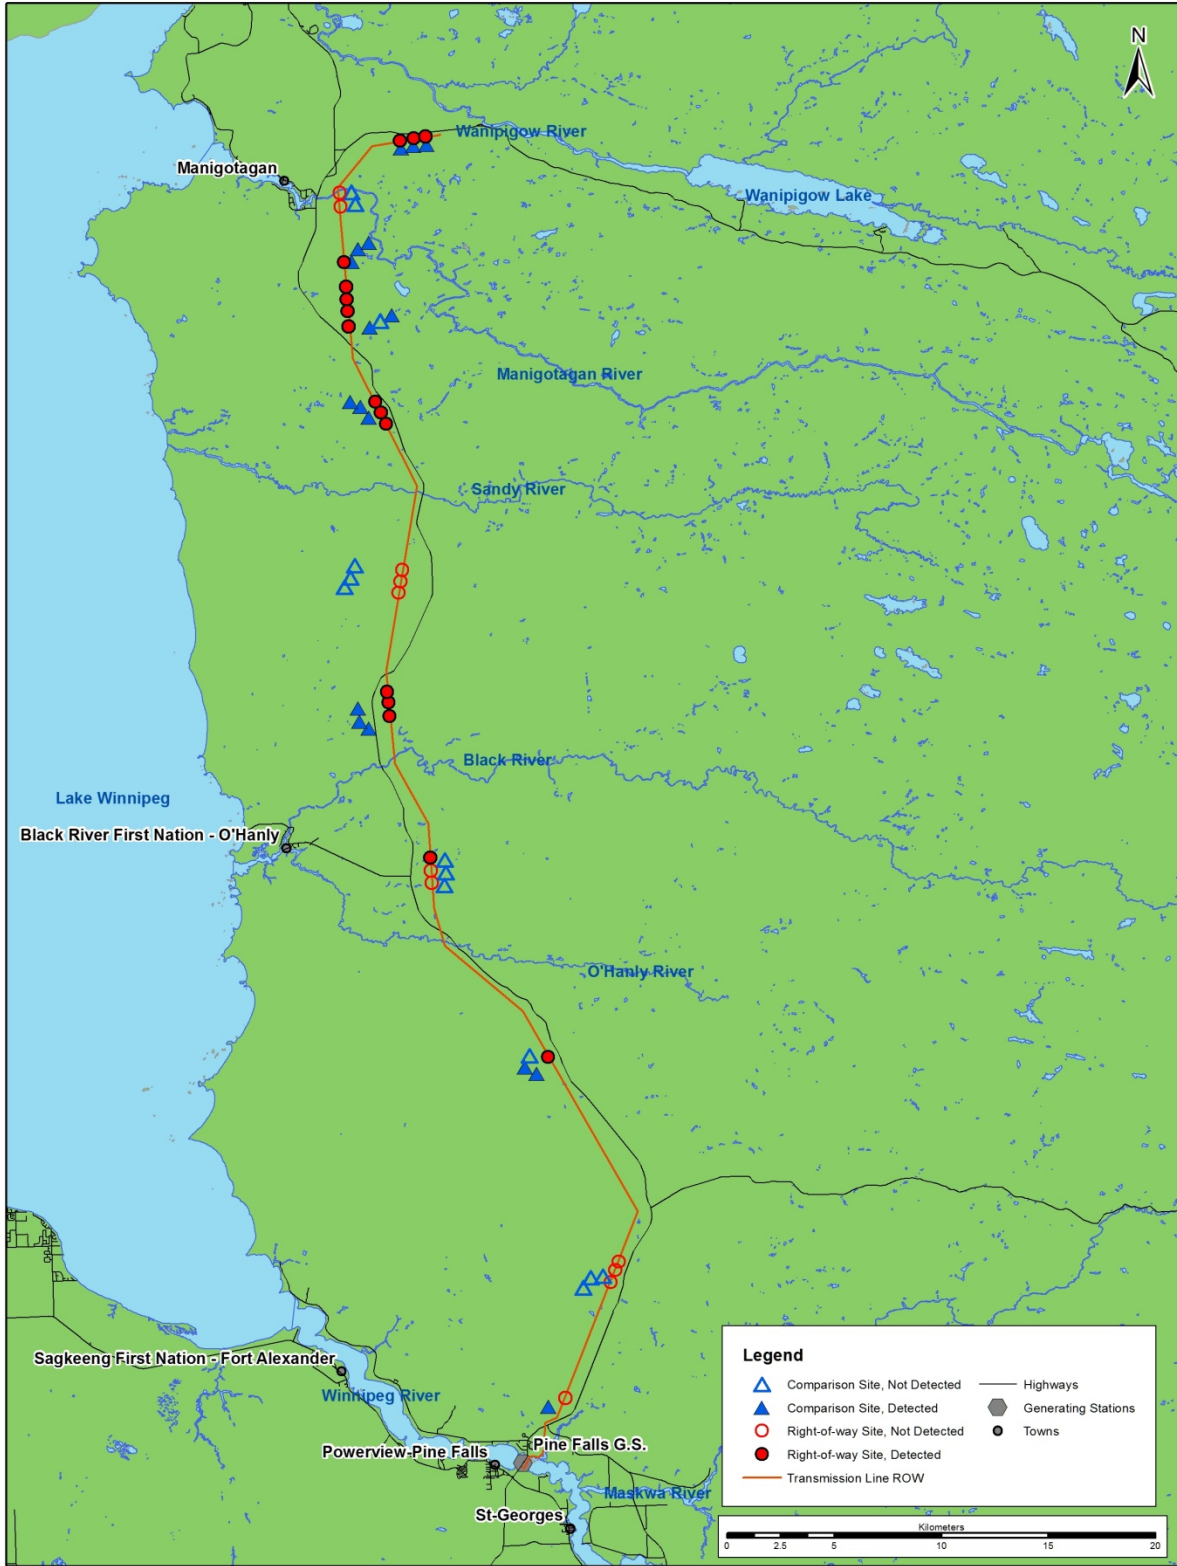 N
Wanipigow River
Manigotagan
Wanipigow Lake
Manigotagan River
Sandy River
Black River
Lake Winnipeg
Black River First Nation - O'Hanly
O'Hanly River
Sagkeeng First Nation - Fort Alexander
Winnipeg River
Pine Falls G.S.
Powerview-Pine Falls
Maskwa River
St-Georges
Legend
Comparison Site, Not Detected
Comparison Site, Detected
Right-of-way Site, Not Detected
Right-of-way Site, Detected
Transmission Line ROW
Highways
Generating Stations
Towns
Kilometers
0 2.5 5 10 15 20